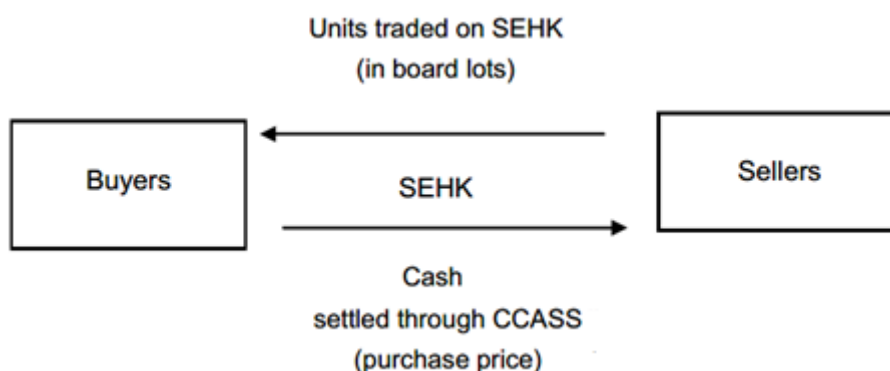 Units traded on SEHK
(in board lots)
Buyers
SEHK
Sellers
Cash
settled through CCASS
(purchase price)